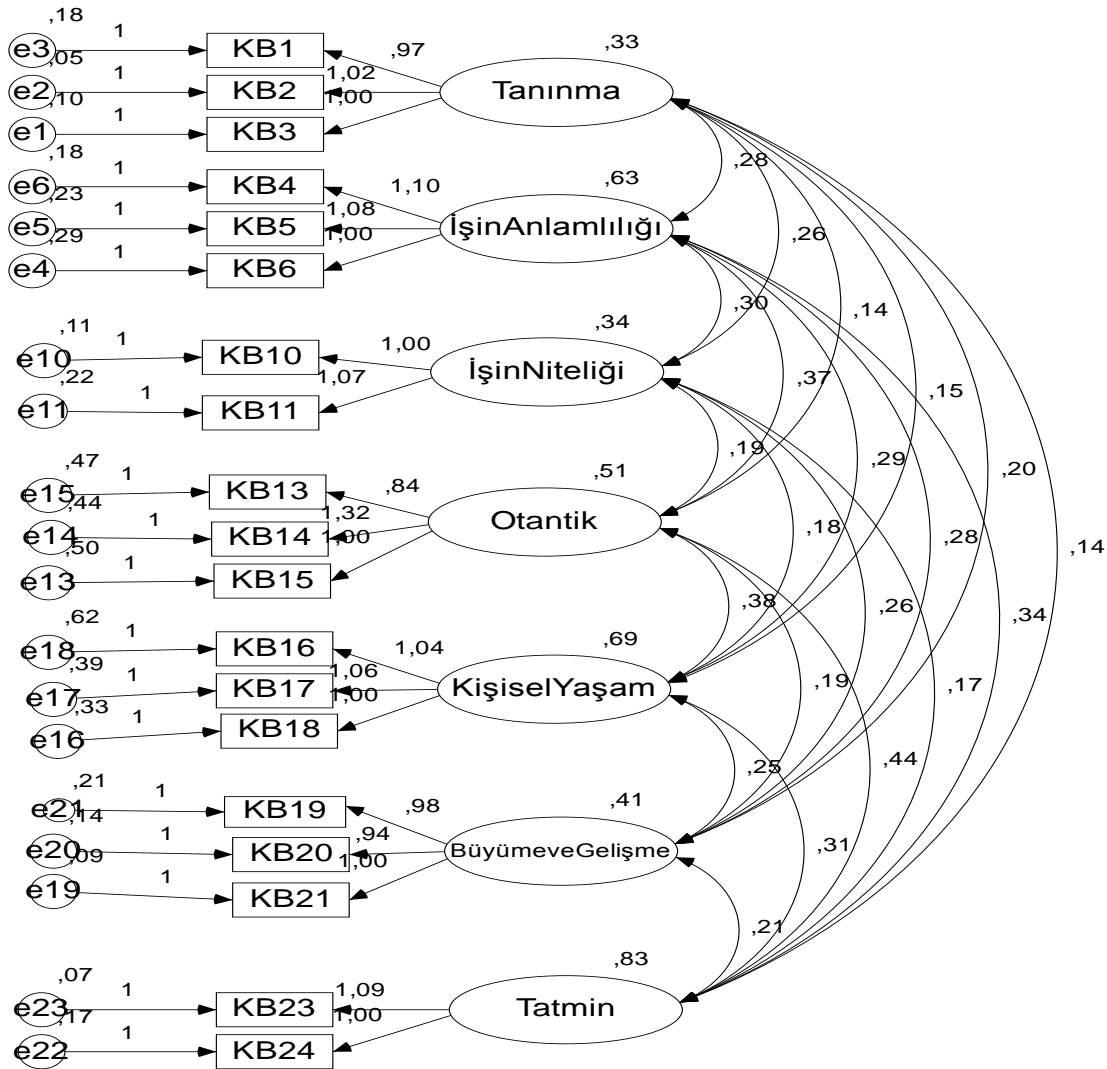 ,18
e3 1 KB1 ,97 ,33
,05
e2 1 KB2 1,02 Tanınma
,10
e1 1 KB3 1,00
,28
,18
e6 1 KB4 1,10 ,63
,23
e5 1 KB5 1,08 İşinAnlamlılığı
,29
e4 1 KB6 1,00
,26
,30 ,14
,11
e10 1 KB10 1,00 ,34
,22
e11 1 KB11 1,07 İşinNiteliği
,37
,15
,19 ,29 ,20
,47
e15 1 KB13 ,84 ,51
,44
e14 1 KB14 1,32 Otantik
,50
e13 1 KB15 1,00
,18 ,28 ,14
,38 ,26 ,34
,62
e18 1 KB16 1,04 ,69
,39
e17 1 KB17 1,06 KişiselYaşam
,33
e16 1 KB18 1,00
,19 ,17
,25 ,44
,21
e21 1 KB19 ,98 ,41
,14
e20 1 KB20 ,94 BüyümeveGelişme
,09
e19 1 KB21 1,00
,31
,21
,07
e23 1 KB23 1,09 ,83
,17
e22 1 KB24 1,00 Tatmin